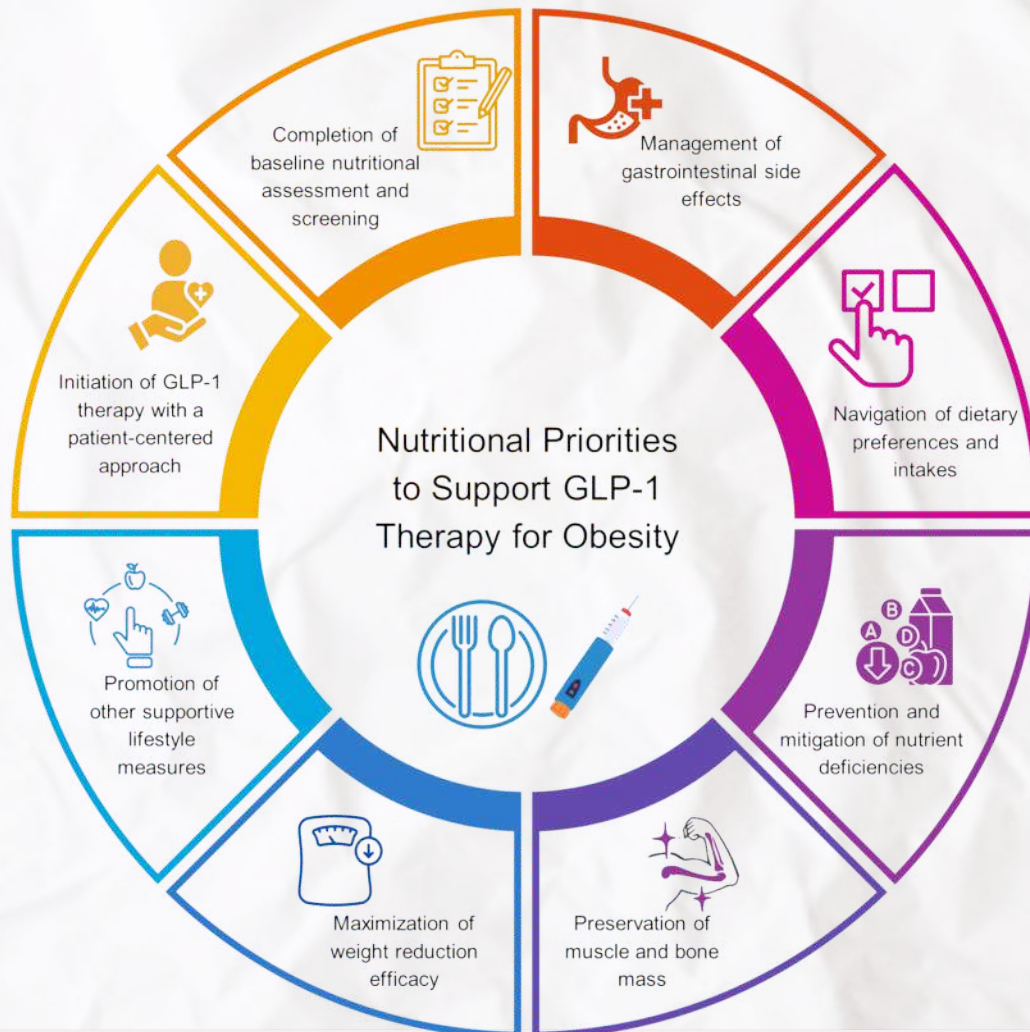 Nutritional Priorities
to Support GLP-1
Therapy for Obesity
Initiation of GLP-1
therapy with a
patient-centered
approach
Completion of
baseline nutritional
assessment and
screening
Management of
gastrointestinal side
effects
Navigation of dietary
preferences and
intakes
A
B
D
C
Prevention and
mitigation of nutrient
deficiencies
Preservation of
muscle and bone
mass
Maximization of
weight reduction
efficacy
Promotion of
other supportive
lifestyle
measures